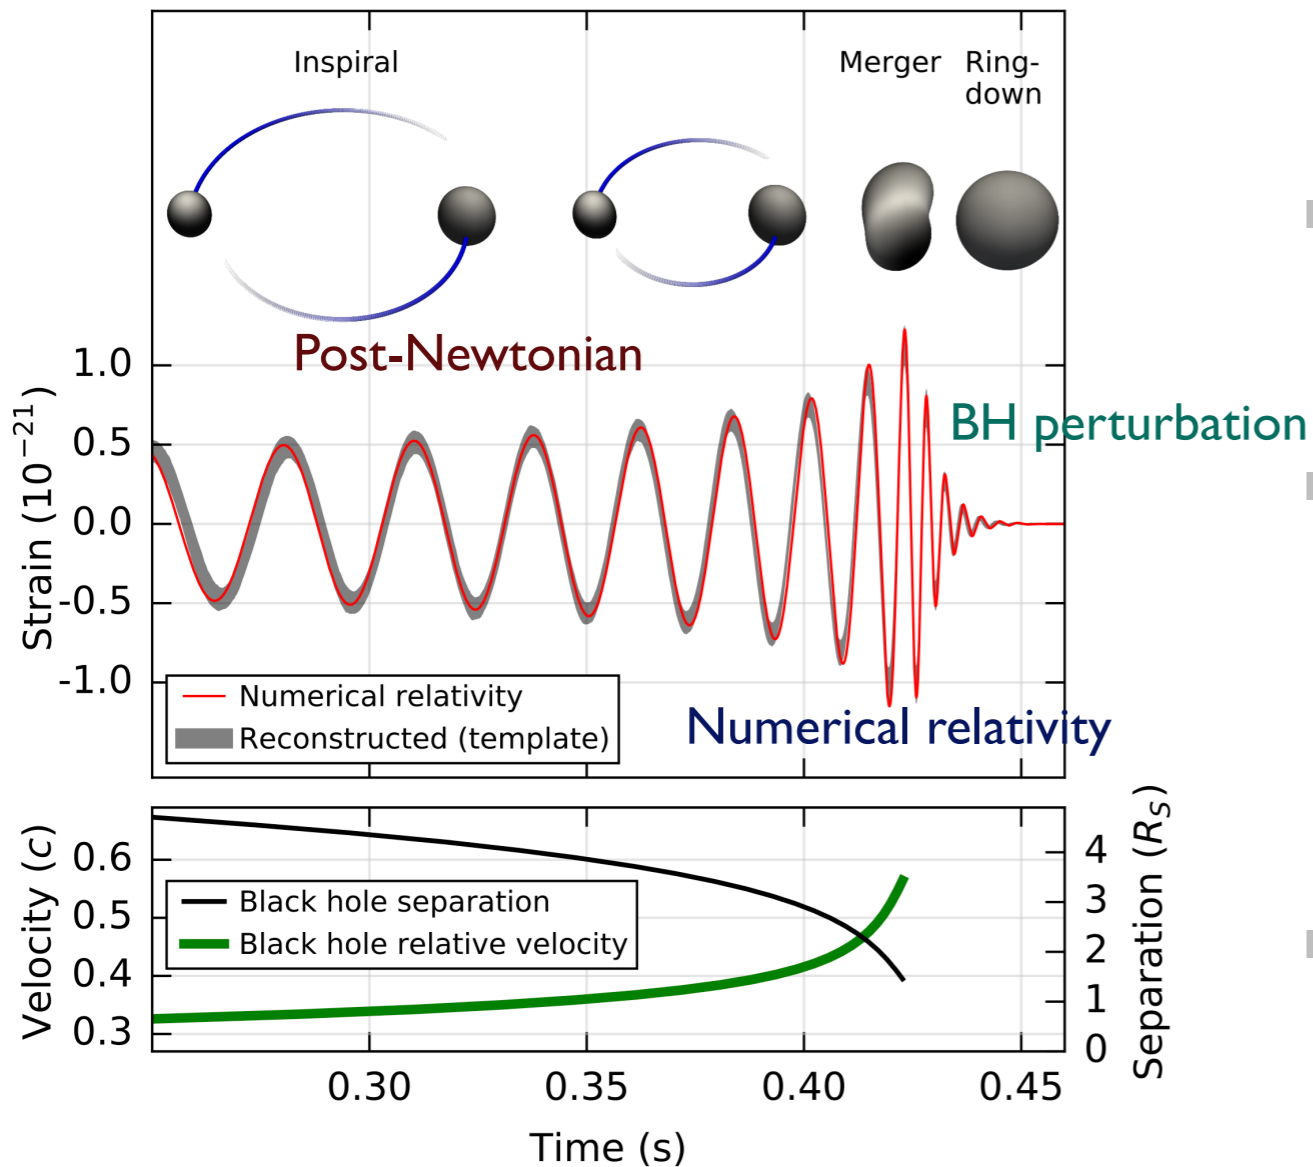 Inspiral
Merger
Ring-
down
Post-Newtonian
BH perturbation
Numerical relativity
Strain (10⁻²¹)
1.0
0.5
0.0
-0.5
-1.0
Numerical relativity
Reconstructed (template)
Velocity (c)
0.6
0.5
0.4
0.3
Black hole separation
Black hole relative velocity
Separation (R_S)
4
3
2
1
0
0.30
0.35
0.40
0.45
Time (s)